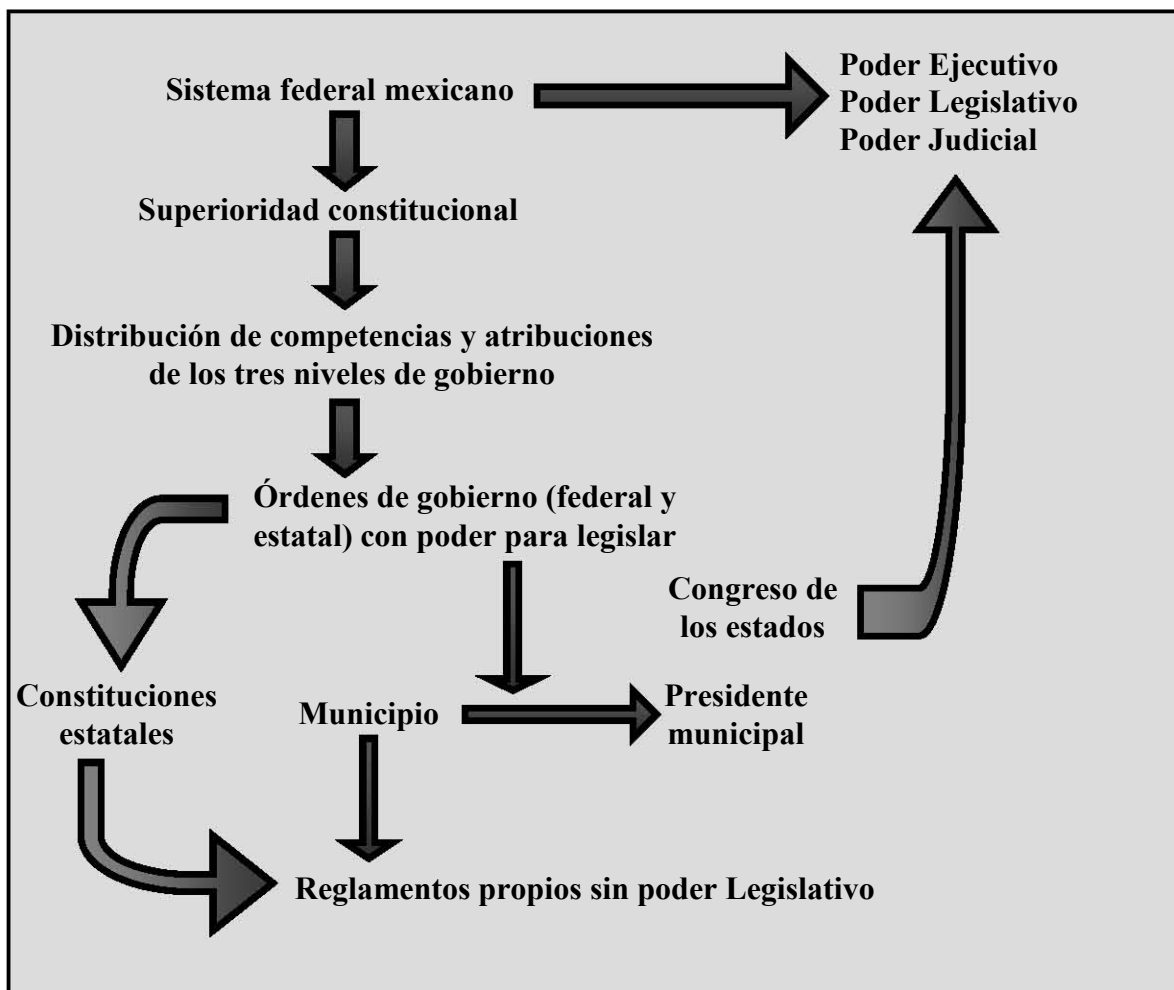 Sistema federal mexicano
Poder Ejecutivo
Poder Legislativo
Poder Judicial
Superioridad constitucional
Distribución de competencias y atribuciones
de los tres niveles de gobierno
Órdenes de gobierno (federal y
estatal) con poder para legislar
Congreso de
los estados
Constituciones
estatales
Municipio
Presidente
municipal
Reglamentos propios sin poder Legislativo